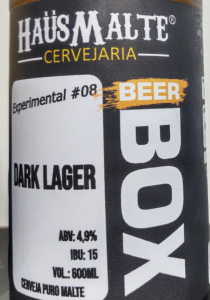 HAÜSMALTE®
CERVEJARIA
Experimental #08
BEER
BOX
DARK LAGER
ABV: 4,9%
IBU: 15
VOL.: 600ML
CERVEJA PURO MALTE